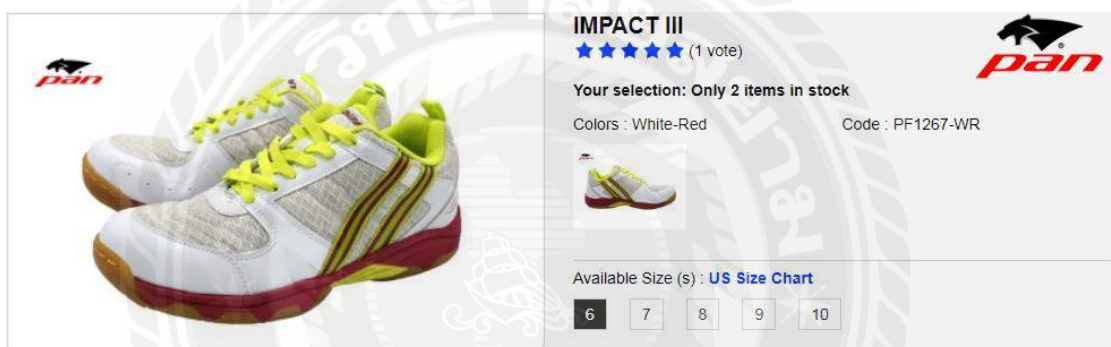 pan
IMPACT III
(1 vote)
pan
Your selection: Only 2 items in stock
Colors : White-Red
Code : PF1267-WR
Available Size (s) : US Size Chart
6 7 8 9 10